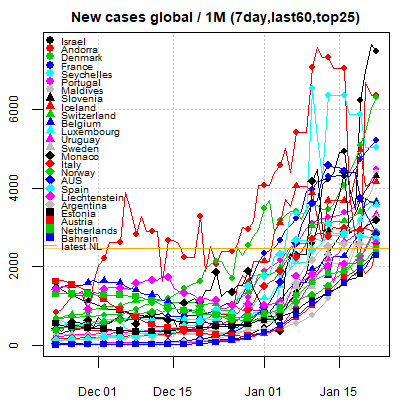 New cases global / 1M (7day,last60,top25)
Israel
Andorra
Denmark
France
Seychelles
Portugal
Maldives
Slovenia
Iceland
Switzerland
Belgium
Luxembourg
Uruguay
Sweden
Monaco
Italy
Norway
AUS
Spain
Liechtenstein
Argentina
Estonia
Austria
Netherlands
Bahrain
latest NL
0
2000
4000
6000
Dec 01
Dec 15
Jan 01
Jan 15